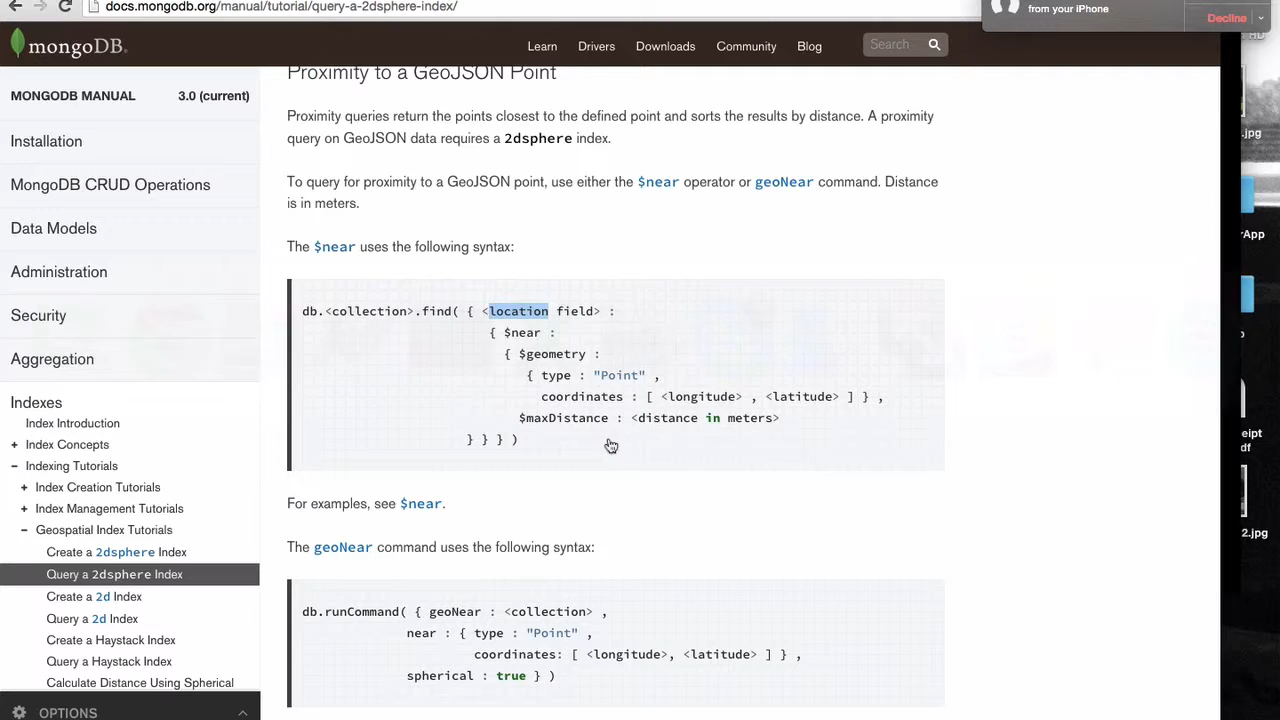 docs.mongodb.org/manual/tutorial/query-a-2dsphere-index/
from your iPhone
Decline
mongoDB
Learn
Drivers
Downloads
Community
Blog
Search
MONGODB MANUAL
3.0 (current)
Installation
MongoDB CRUD Operations
Data Models
Administration
Security
Aggregation
Indexes
Index Introduction
+ Index Concepts
− Indexing Tutorials
+ Index Creation Tutorials
+ Index Management Tutorials
− Geospatial Index Tutorials
Create a 2dsphere Index
Query a 2dsphere Index
Create a 2d Index
Query a 2d Index
Create a Haystack Index
Query a Haystack Index
Calculate Distance Using Spherical
OPTIONS
Proximity to a GeoJSON Point
Proximity queries return the points closest to the defined point and sorts the results by distance. A proximity
query on GeoJSON data requires a 2dsphere index.
To query for proximity to a GeoJSON point, use either the $near operator or geoNear command. Distance
is in meters.
The $near uses the following syntax:
db.<collection>.find( { <location field> :
{ $near :
{ $geometry :
{ type : "Point" ,
coordinates : [ <longitude> , <latitude> ] } ,
$maxDistance : <distance in meters>
} } } )
For examples, see $near.
The geoNear command uses the following syntax:
db.runCommand( { geoNear : <collection> ,
near : { type : "Point" ,
coordinates: [ <longitude>, <latitude> ] } ,
spherical : true } )
.jpg
rApp
eipt
df
2.jpg